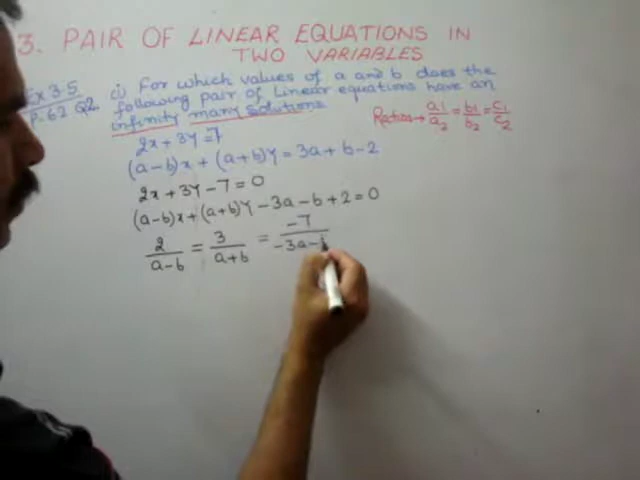 3. PAIR OF LINEAR EQUATIONS IN
TWO VARIABLES
Ex 3.5
P-62 Q2.
(i) For which values of a and b does the
following pair of linear equations have an
infinity many solutions
Ratios→ a1/a2 = b1/b2 = c1/c2
2x + 3y = 7
(a-b)x + (a+b)y = 3a + b - 2
2x + 3y - 7 = 0
(a-b)x + (a+b)y - 3a - b + 2 = 0
2/(a-b) = 3/(a+b) = -7/(-3a-b